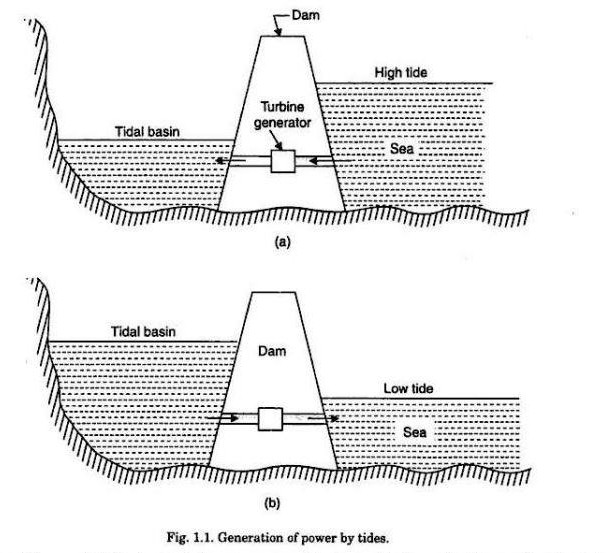 Dam
High tide
Turbine
generator
Tidal basin
Sea
(a)
Tidal basin
Dam
Low tide
Sea
(b)
Fig. 1.1. Generation of power by tides.